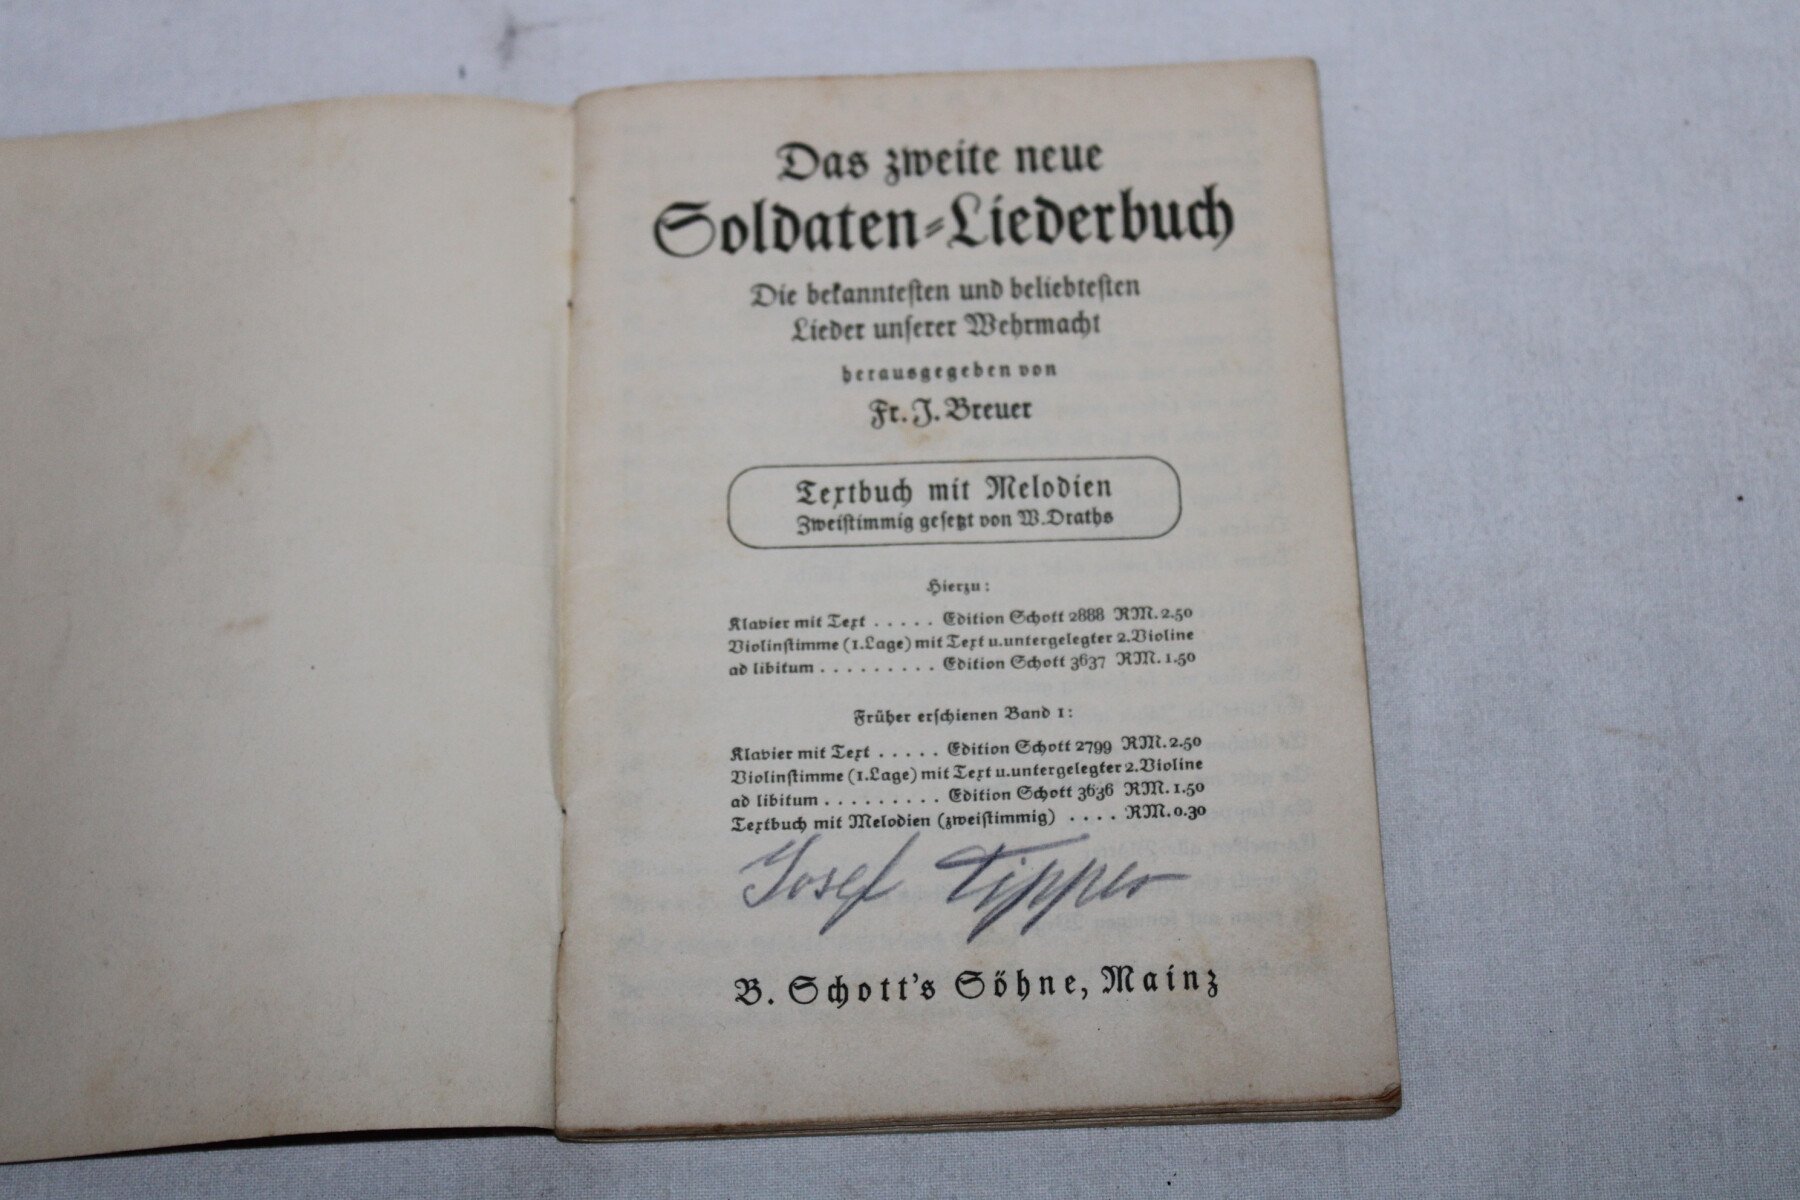 Das zweite neue
Soldaten-Liederbuch
Die bekanntesten und beliebtesten
Lieder unserer Wehrmacht
herausgegeben von
Fr. J. Breuer
Textbuch mit Melodien
Zweistimmig gesetzt von W. Draths
Hierzu:
Klavier mit Text . . . . . Edition Schott 2888 RM. 2.50
Violinstimme (1. Lage) mit Text u. untergelegter 2. Violine
ad libitum . . . . . . . . . Edition Schott 3637 RM. 1.50
Früher erschienen Band 1:
Klavier mit Text . . . . . Edition Schott 2799 RM. 2.50
Violinstimme (1. Lage) mit Text u. untergelegter 2. Violine
ad libitum . . . . . . . . . Edition Schott 3636 RM. 1.50
Textbuch mit Melodien (zweistimmig) . . . . RM. 0.30
Josef
B. Schott's Söhne, Mainz